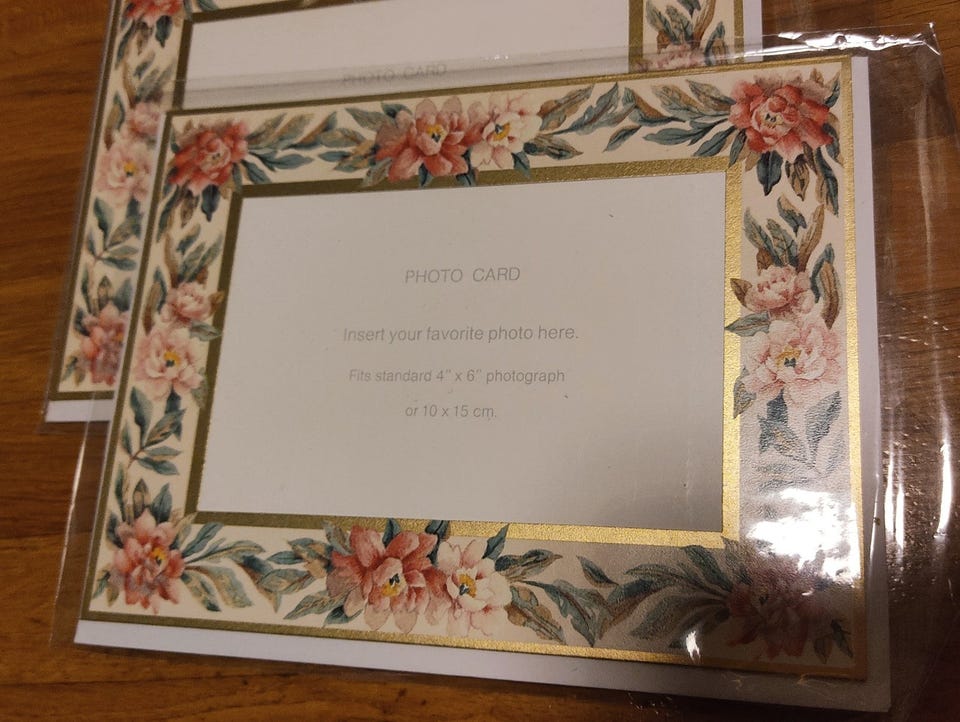 PHOTO CARD
PHOTO CARD
Insert your favorite photo here.
Fits standard 4" x 6" photograph
or 10 x 15 cm.